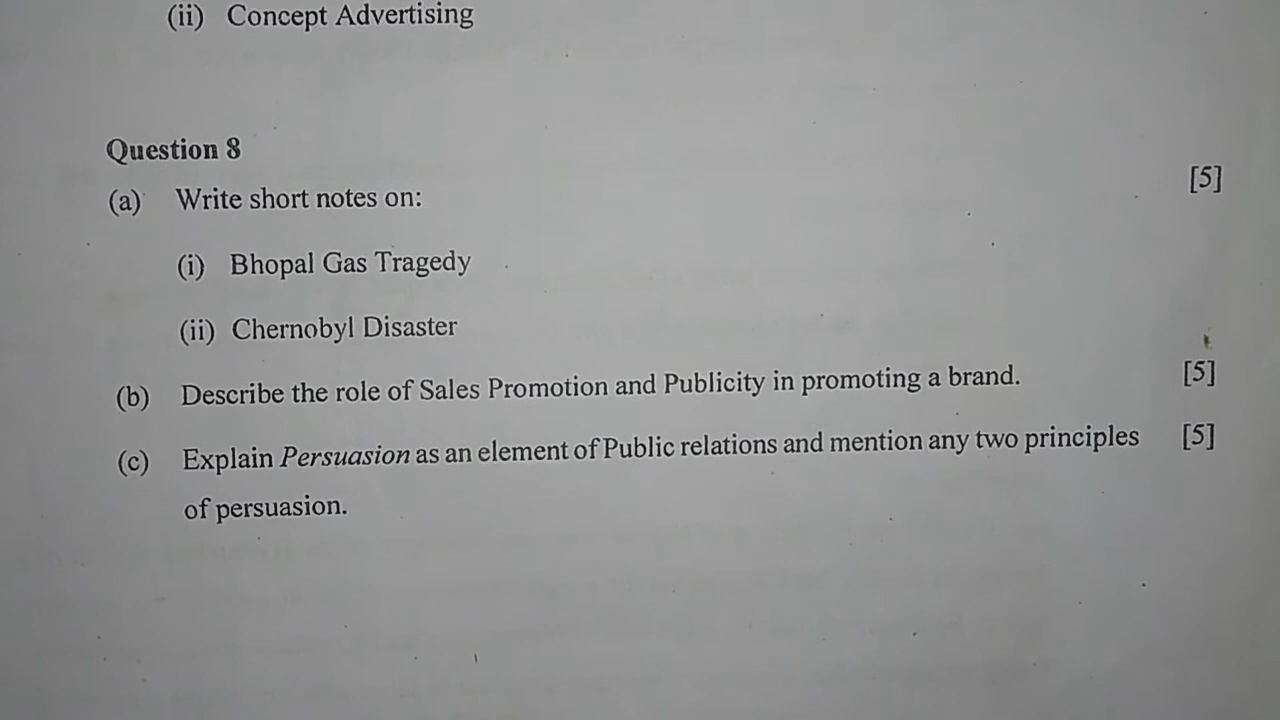 (ii) Concept Advertising
Question 8
(a) Write short notes on: [5]
(i) Bhopal Gas Tragedy
(ii) Chernobyl Disaster
(b) Describe the role of Sales Promotion and Publicity in promoting a brand. [5]
(c) Explain Persuasion as an element of Public relations and mention any two principles [5]
of persuasion.